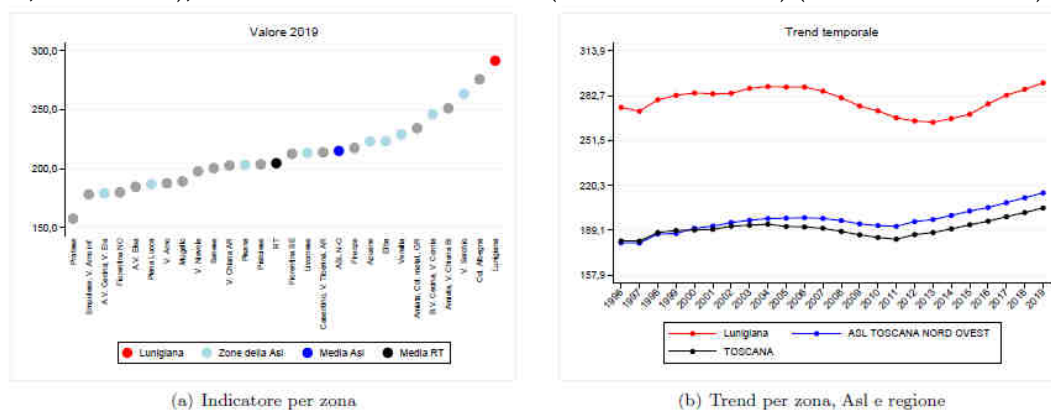 Valore 2019
300,0
250,0
200,0
150,0
Pratese
Empolese, V. Arno Inf
A.V. Cecina, V. Era
Fiorentina NO
A.V. Elsa
Piana Lucca
V. Arno
Mugello
V. Nievole
Senese
V. Chiana AR
Pisana
Pistoiese
RT
Fiorentina SE
Livornese
Casentino, V. Tiberina, AR
ASL N-O
Firenze
Apuane
Elba
Versilia
Amiata, Col. metal., GR
B.V. Cecina, V. Cornia
Amiata, V. Chiana SI
V. Serchio
Col. Albegna
Lunigiana
Lunigiana
Zone della Asl
Media Asl
Media RT
(a) Indicatore per zona
Trend temporale
313,9
282,7
251,5
220,3
189,1
157,9
1996
1997
1998
1999
2000
2001
2002
2003
2004
2005
2006
2007
2008
2009
2010
2011
2012
2013
2014
2015
2016
2017
2018
2019
Lunigiana
ASL TOSCANA NORD OVEST
TOSCANA
(b) Trend per zona, Asl e regione